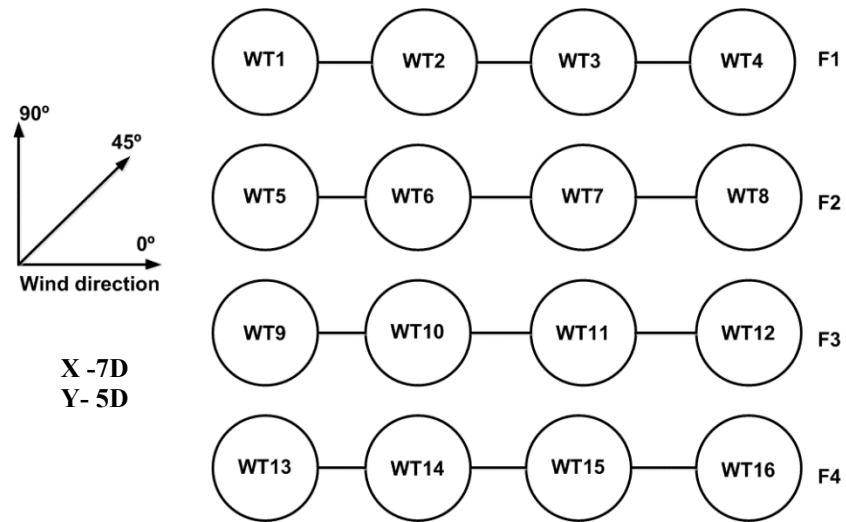 WT1 WT2 WT3 WT4 F1
90º
45º
WT5 WT6 WT7 WT8 F2
0º
Wind direction
WT9 WT10 WT11 WT12 F3
X -7D
Y- 5D
WT13 WT14 WT15 WT16 F4